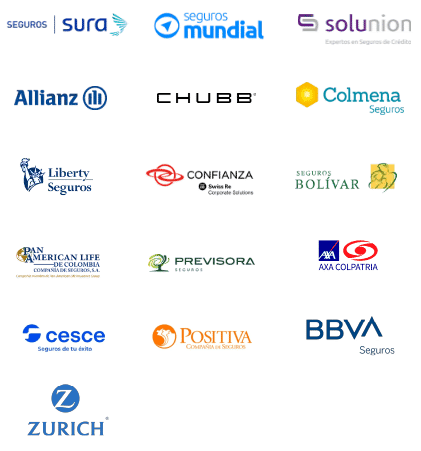 SEGUROS sura
seguros
mundial
solunion
Expertos en Seguros de Crédito
Allianz
CHUBB®
Colmena
Seguros
Liberty
Seguros
CONFIANZA
Swiss Re
Corporate Solutions
SEGUROS
BOLÍVAR
PAN
AMERICAN LIFE
DE COLOMBIA
COMPAÑÍA DE SEGUROS, S.A.
PREVISORA
SEGUROS
AXA
AXA COLPATRIA
cesce
Seguros de tu éxito
POSITIVA
COMPAÑÍA DE SEGUROS
BBVA
Seguros
Z
ZURICH®